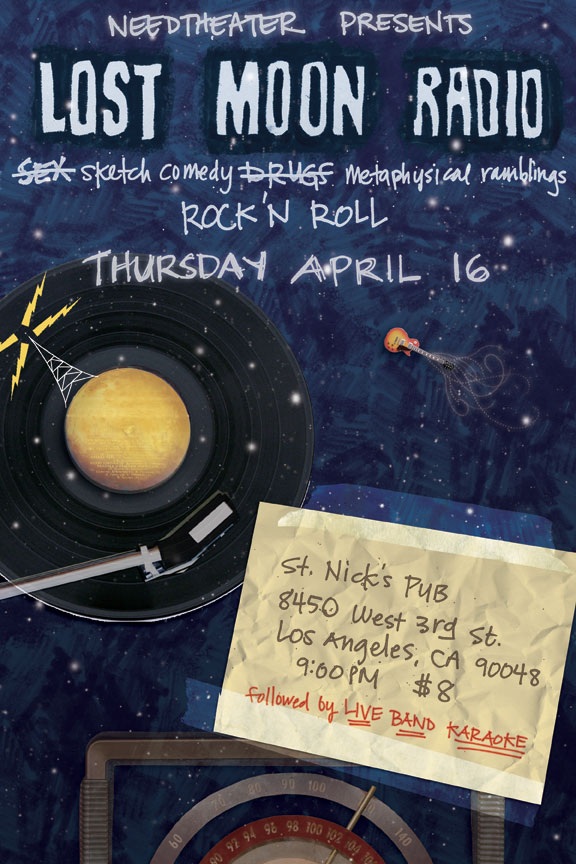 NEEDTHEATER PRESENTS
LOST MOON RADIO
SEX sketch comedy DRUGS metaphysical ramblings
ROCK'N ROLL
THURSDAY APRIL 16
St. Nick's PUB
8450 West 3rd St.
Los Angeles, CA 90048
9:00 PM $8
followed by LIVE BAND KARAOKE
60 80 90 100 140
92 94 96 98 100 102 104